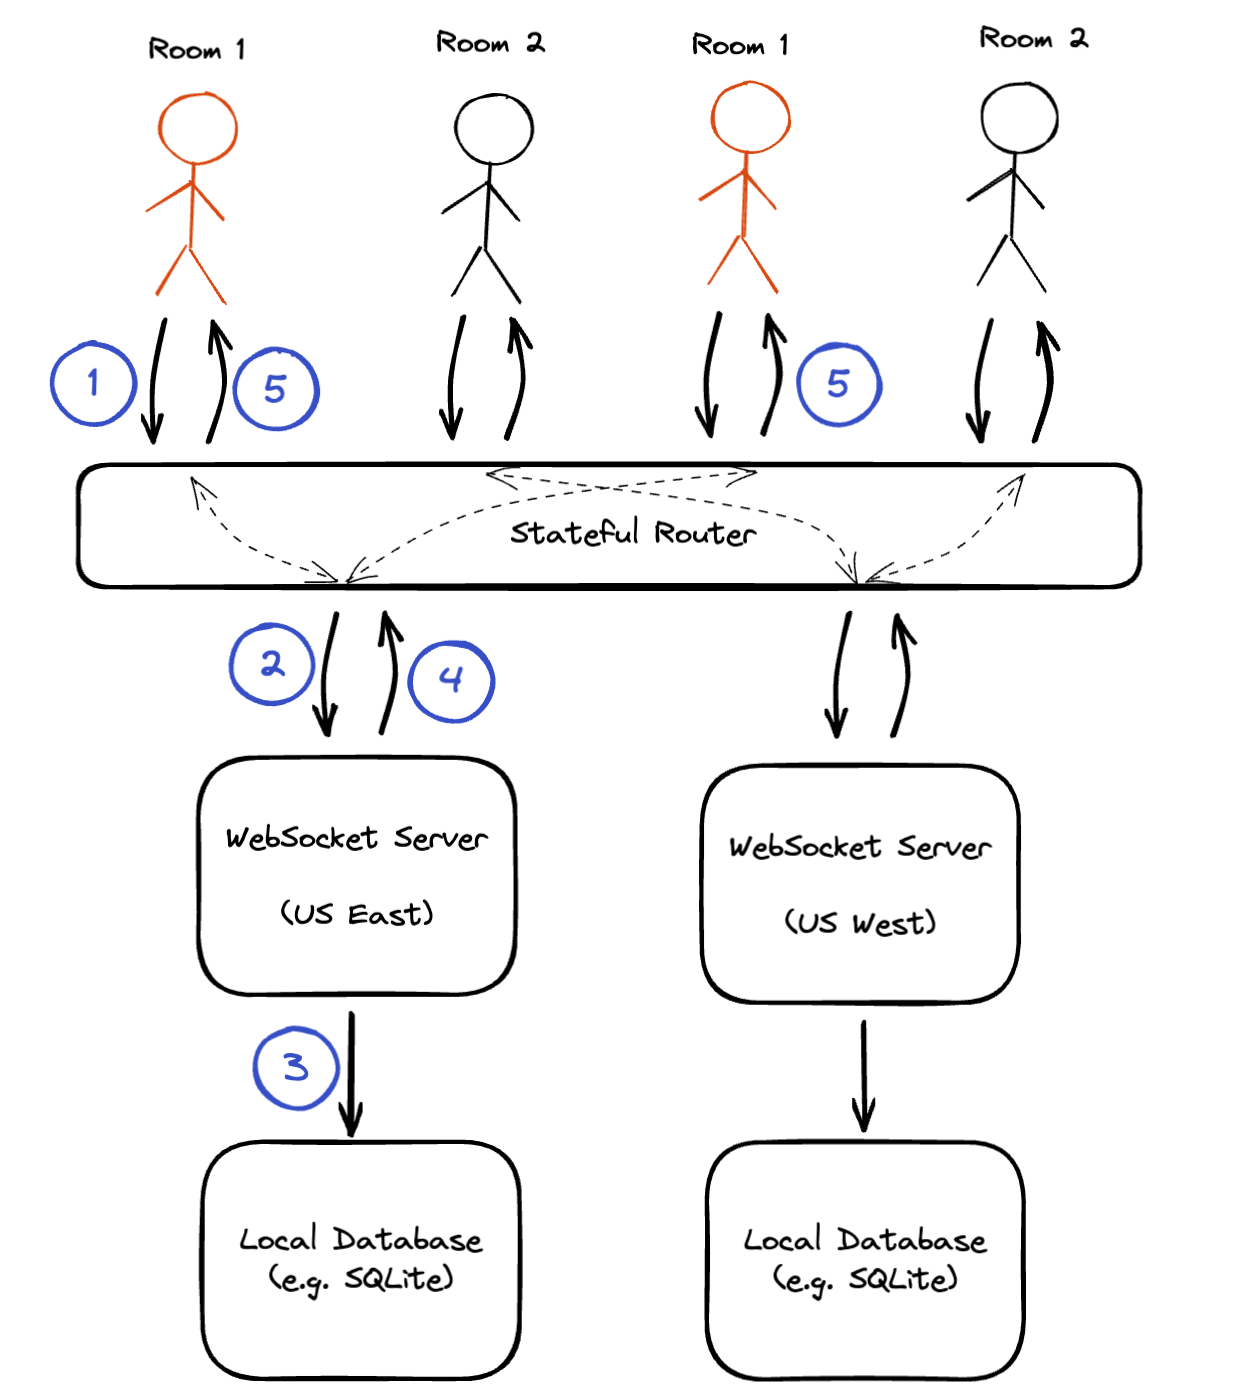 Room 1
Room 2
Room 1
Room 2
1
5
5
Stateful Router
2
4
WebSocket Server
(US East)
WebSocket Server
(US West)
3
Local Database
(e.g. SQLite)
Local Database
(e.g. SQLite)